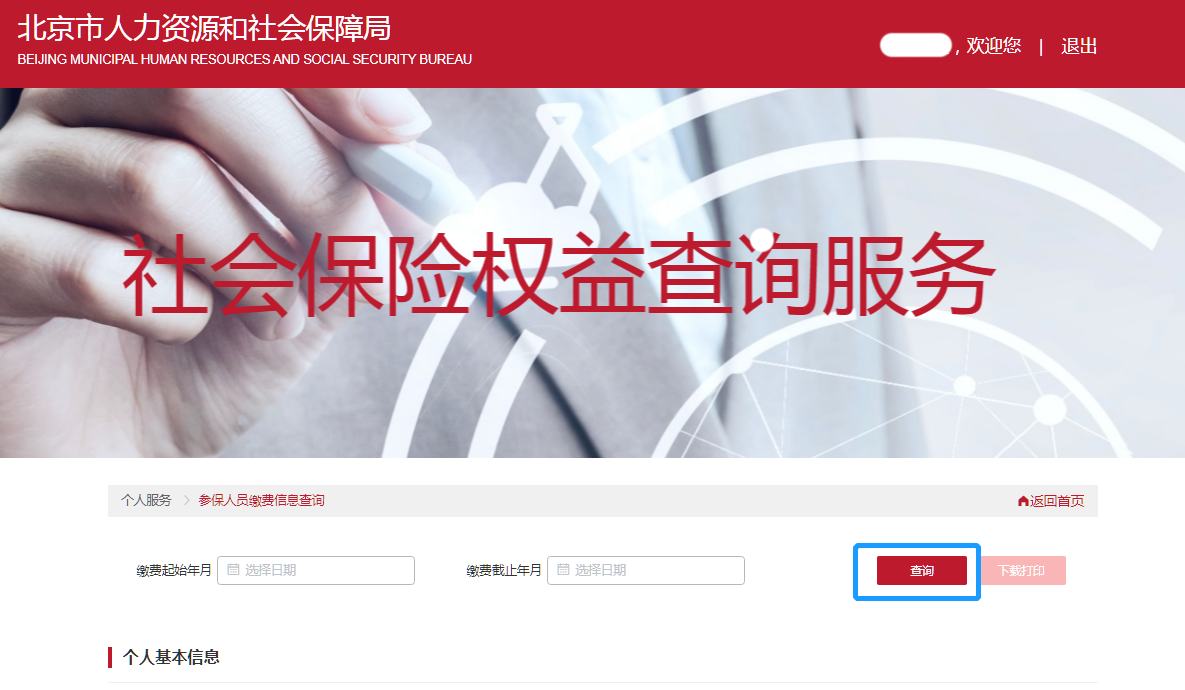 北京市人力资源和社会保障局
BEIJING MUNICIPAL HUMAN RESOURCES AND SOCIAL SECURITY BUREAU
, 欢迎您 | 退出
社会保险权益查询服务
个人服务 > 参保人员缴费信息查询 返回首页
缴费起始年月 选择日期 缴费截止年月 选择日期 查询 下载打印
个人基本信息